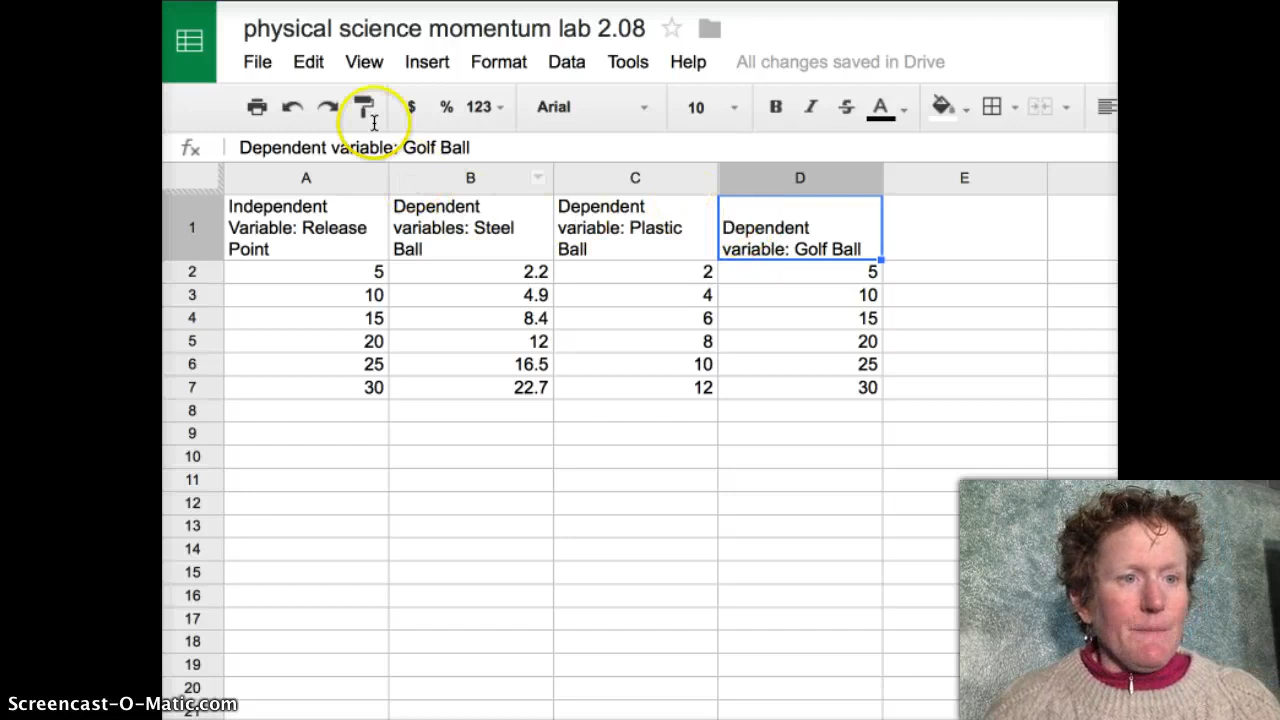 physical science momentum lab 2.08
File Edit View Insert Format Data Tools Help All changes saved in Drive
$ % 123 Arial 10 B I S A
fx Dependent variable: Golf Ball
A B C D E
1
Independent
Variable: Release
Point
Dependent
variables: Steel
Ball
Dependent
variable: Plastic
Ball
Dependent
variable: Golf Ball
2 5 2.2 2 5
3 10 4.9 4 10
4 15 8.4 6 15
5 20 12 8 20
6 25 16.5 10 25
7 30 22.7 12 30
8
9
10
11
12
13
14
15
16
17
18
19
20
21
Screencast-O-Matic.com